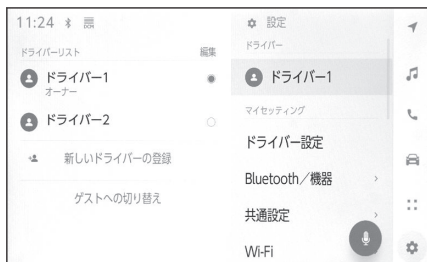 11:24
ドライバーリスト 編集
ドライバー1
オーナー
ドライバー2
新しいドライバーの登録
ゲストへの切り替え
設定
ドライバー
ドライバー1
マイセッティング
ドライバー設定
Bluetooth／機器
共通設定
Wi-Fi